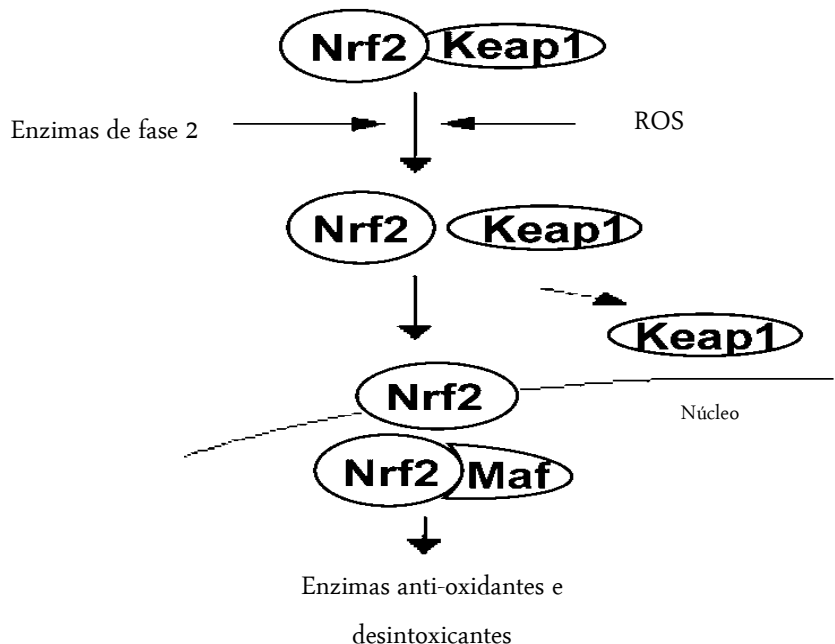 Nrf2 Keap1
Enzimas de fase 2
ROS
Nrf2 Keap1
Keap1
Nrf2
Núcleo
Nrf2 Maf
Enzimas anti-oxidantes e
desintoxicantes